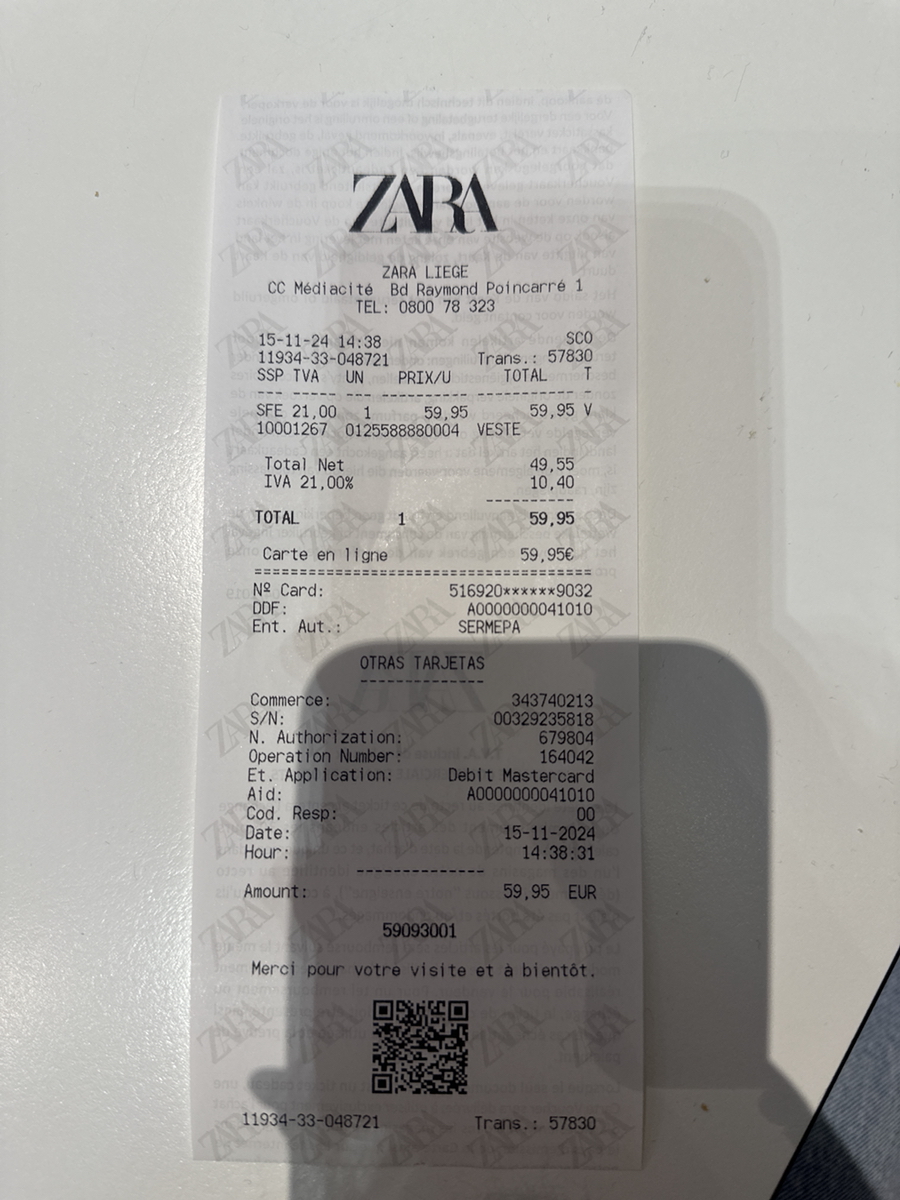 ZARA
ZARA LIEGE
CC Médiacité Bd Raymond Poincarré 1
TEL: 0800 78 323
15-11-24 14:38 SCO
11934-33-048721 Trans.: 57830
SSP TVA UN PRIX/U TOTAL T
--- ----- --- --------- ---------- -
SFE 21,00 1 59,95 59,95 V
10001267 0125588880004 VESTE
Total Net 49,55
IVA 21,00% 10,40
----------
TOTAL 1 59,95
Carte en ligne 59,95€
======================================
Nº Card: 516920******9032
DDF: A0000000041010
Ent. Aut.: SERMEPA
OTRAS TARJETAS
--------------
Commerce: 343740213
S/N: 00329235818
N. Authorization: 679804
Operation Number: 164042
Et. Application: Debit Mastercard
Aid: A0000000041010
Cod. Resp: 00
Date: 15-11-2024
Hour: 14:38:31
--------------
Amount: 59,95 EUR
59093001
Merci pour votre visite et à bientôt.
11934-33-048721 Trans.: 57830